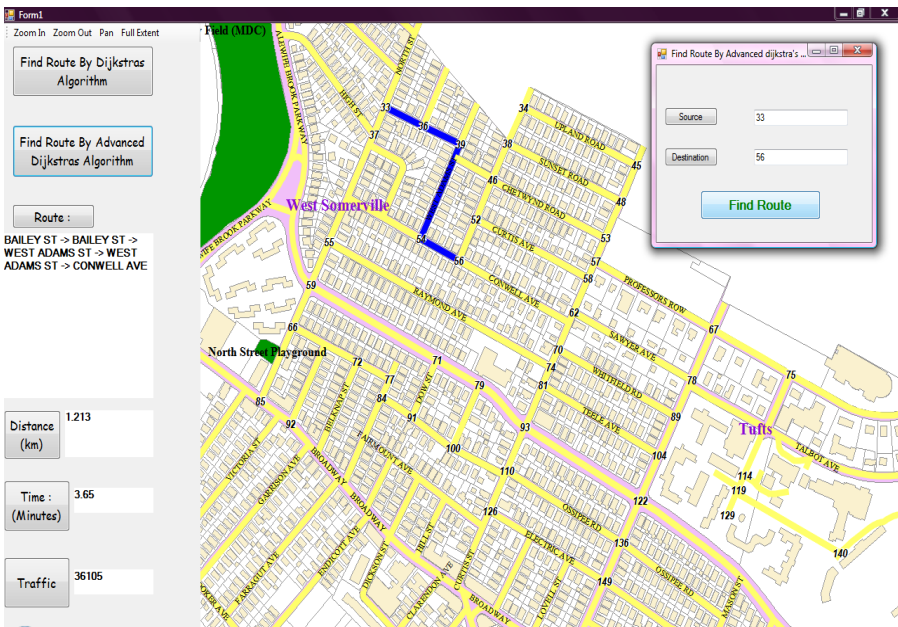 Form1
Zoom In Zoom Out Pan Full Extent
Find Route By Dijkstras
Algorithm
Find Route By Advanced
Dijkstras Algorithm
Route :
BAILEY ST -> BAILEY ST ->
WEST ADAMS ST -> WEST
ADAMS ST -> CONWELL AVE
Distance
(km)
1.213
Time :
(Minutes)
3.65
Traffic
36105
Find Route By Advanced dijkstra's ...
Source
33
Destination
56
Find Route
Field (MDC)
ALEWIFE BROOK PARKWAY
NORTH ST
HIGH ST
33
36
39
37
34
UPLAND ROAD
38
SUNSET ROAD
45
46
CHETWYND ROAD
48
West Somerville
52
CURTIS AVE
53
54
55
56
57
58
CONWELL AVE
PROFESSORS ROW
59
RAYMOND AVE
62
SAWYER AVE
66
67
North Street Playground
70
71
72
WHITFIELD RD
74
75
77
78
79
81
DOW ST
BELKNAP ST
84
85
TEELE AVE
89
91
92
93
Tufts
TALBOT AVE
VICTORIA ST
FAIRMOUNT AVE
100
104
BROADWAY
GARRISON AVE
110
114
119
122
126
129
BROADWAY
OSSIPEE RD
HILL ST
136
ELECTRIC AVE
140
ENDICOTT AVE
FARRAGUT AVE
DICKSON ST
CLARENDON AVE
CURTIS ST
149
LOVELL ST
OSSIPEE RD
MASON ST
BROADWAY